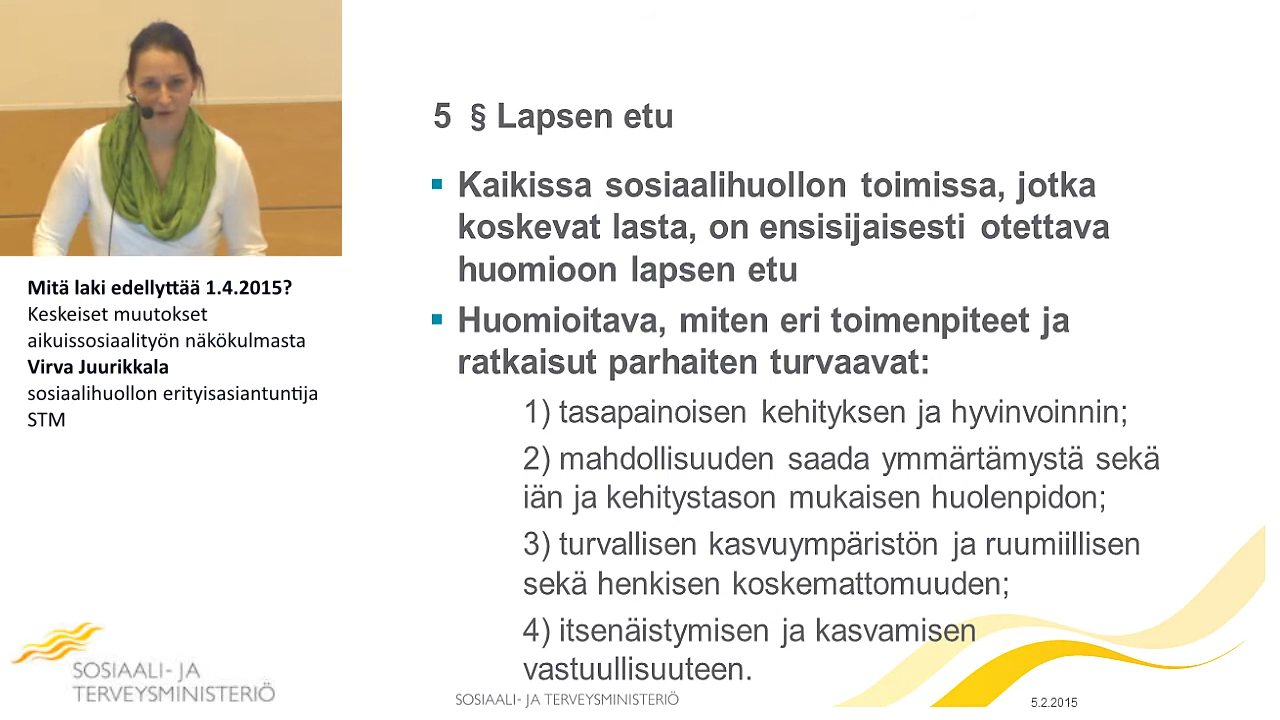 5 § Lapsen etu
Kaikissa sosiaalihuollon toimissa, jotka
koskevat lasta, on ensisijaisesti otettava
huomioon lapsen etu
Huomioitava, miten eri toimenpiteet ja
ratkaisut parhaiten turvaavat:
1) tasapainoisen kehityksen ja hyvinvoinnin;
2) mahdollisuuden saada ymmärtämystä sekä
iän ja kehitystason mukaisen huolenpidon;
3) turvallisen kasvuympäristön ja ruumiillisen
sekä henkisen koskemattomuuden;
4) itsenäistymisen ja kasvamisen
vastuullisuuteen.
SOSIAALI- JA TERVEYSMINISTERIÖ
5.2.2015
Mitä laki edellyttää 1.4.2015?
Keskeiset muutokset
aikuissosiaalityön näkökulmasta
Virva Juurikkala
sosiaalihuollon erityisasiantuntija
STM
SOSIAALI- JA
TERVEYSMINISTERIÖ